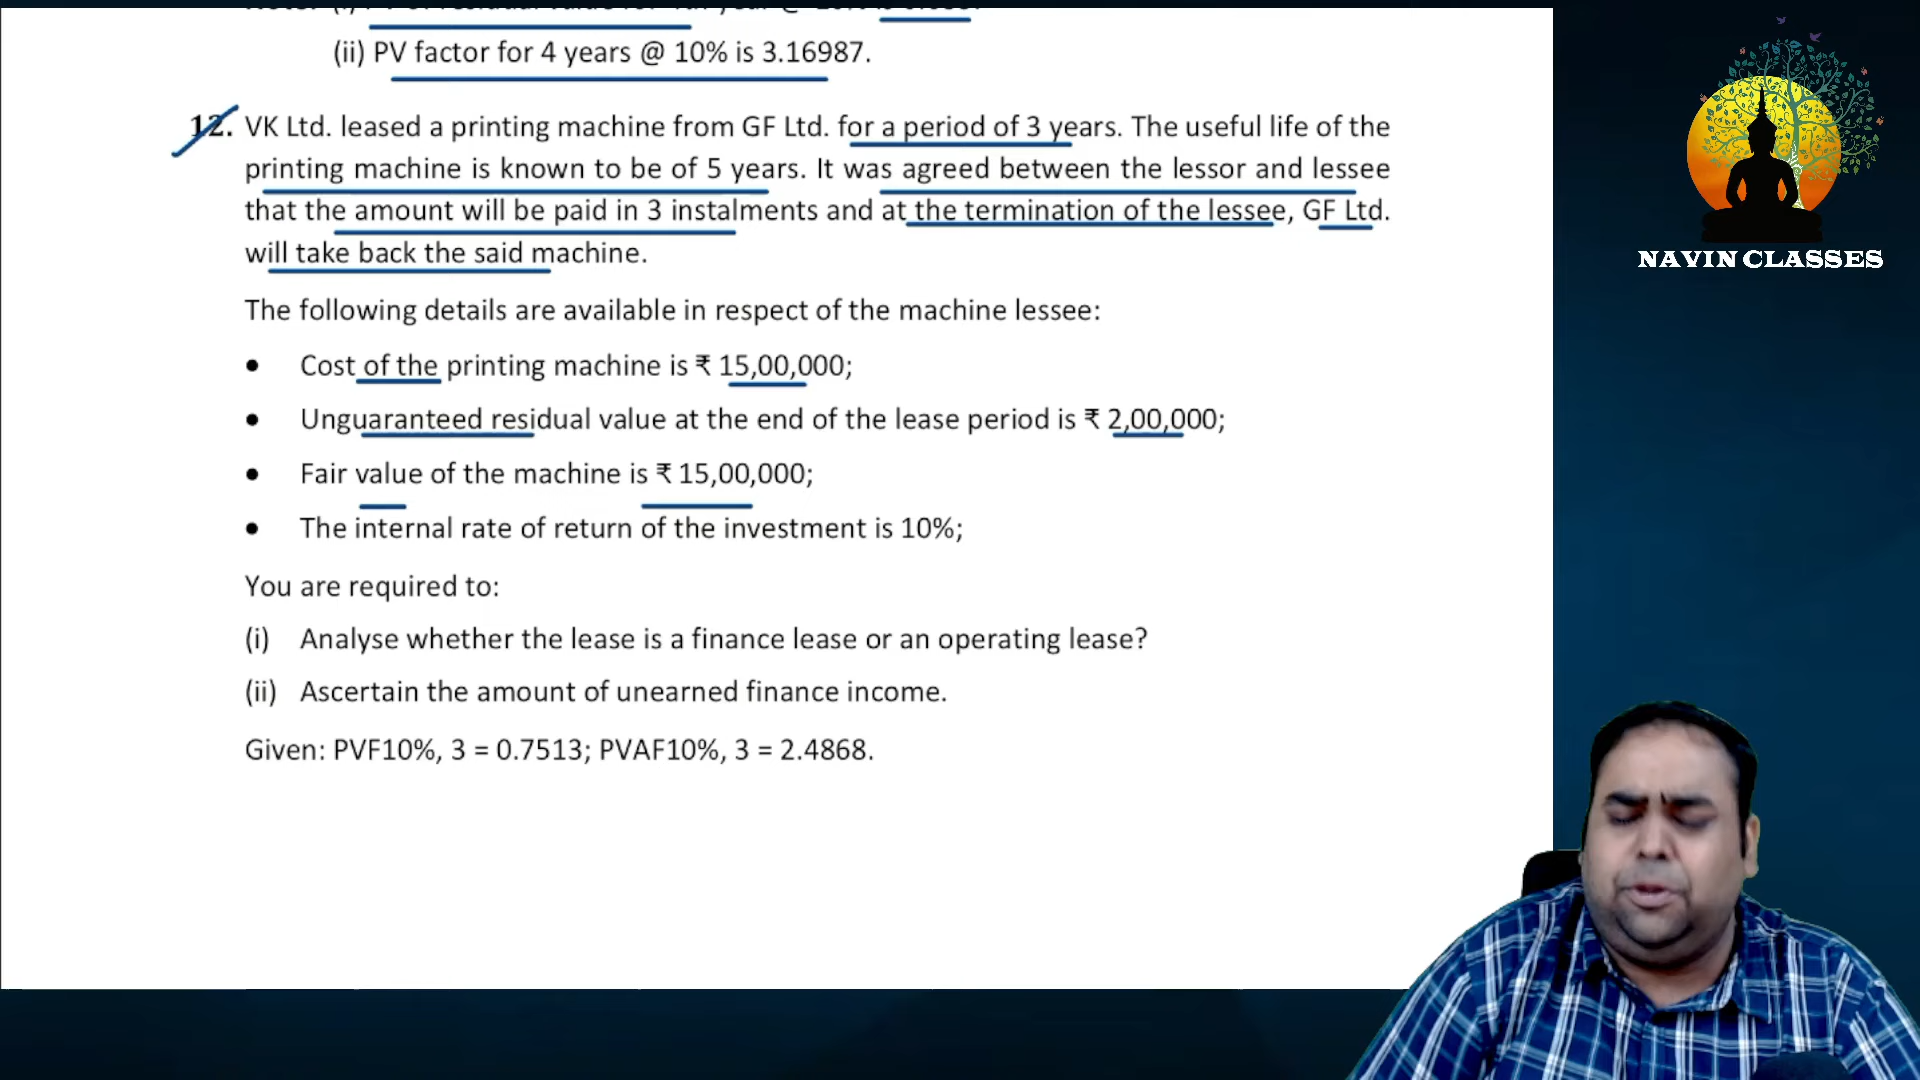 (ii) PV factor for 4 years @ 10% is 3.16987.
12. VK Ltd. leased a printing machine from GF Ltd. for a period of 3 years. The useful life of the
printing machine is known to be of 5 years. It was agreed between the lessor and lessee
that the amount will be paid in 3 instalments and at the termination of the lessee, GF Ltd.
will take back the said machine.
The following details are available in respect of the machine lessee:
• Cost of the printing machine is ₹ 15,00,000;
• Unguaranteed residual value at the end of the lease period is ₹ 2,00,000;
• Fair value of the machine is ₹ 15,00,000;
• The internal rate of return of the investment is 10%;
You are required to:
(i) Analyse whether the lease is a finance lease or an operating lease?
(ii) Ascertain the amount of unearned finance income.
Given: PVF10%, 3 = 0.7513; PVAF10%, 3 = 2.4868.
NAVIN CLASSES